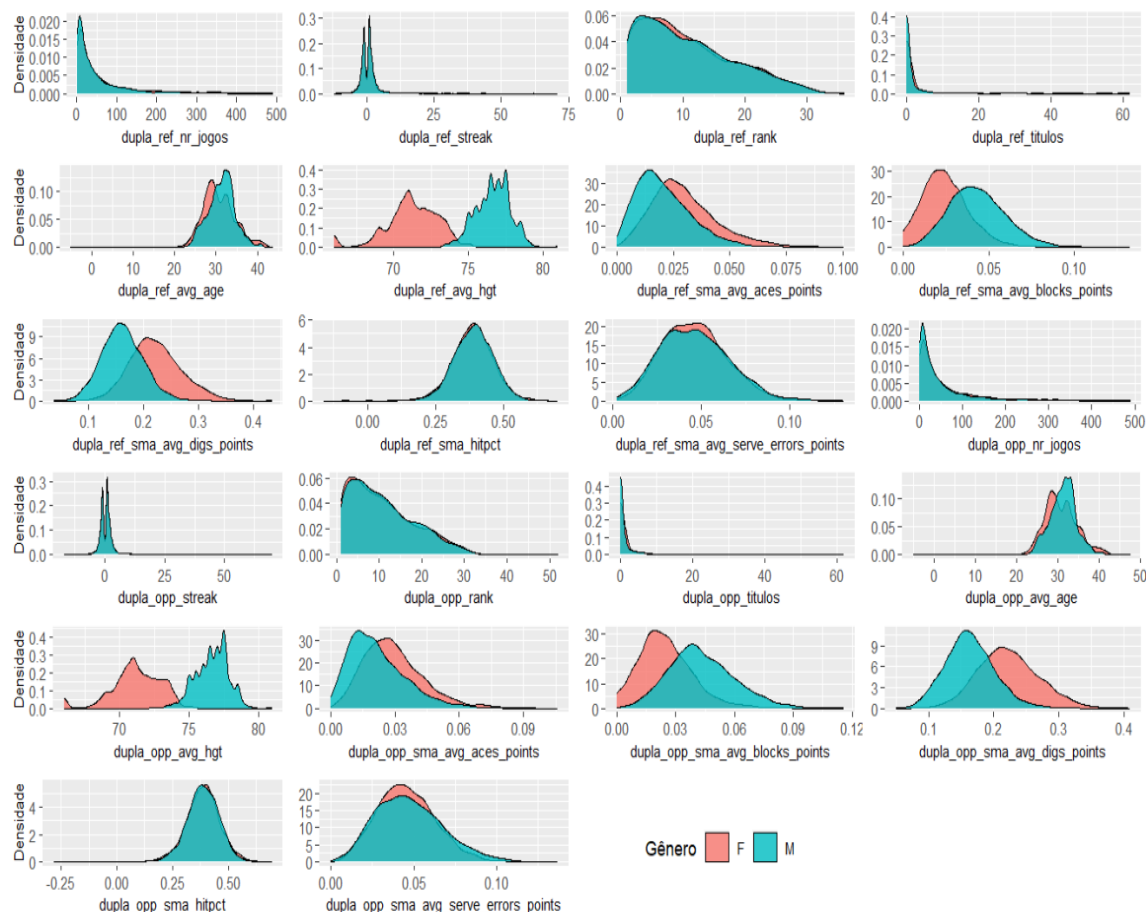 Densidade
0.020 0.015 0.010 0.005 0.000
0 100 200 300 400 500
dupla_ref_nr_jogos
0.3 0.2 0.1 0.0
0 25 50 75
dupla_ref_streak
0.06 0.04 0.02 0.00
0 10 20 30
dupla_ref_rank
0.4 0.3 0.2 0.1 0.0
0 20 40 60
dupla_ref_titulos
Densidade
0.10 0.05 0.00
0 10 20 30 40
dupla_ref_avg_age
0.4 0.3 0.2 0.1 0.0
70 75 80
dupla_ref_avg_hgt
30 20 10 0
0.000 0.025 0.050 0.075 0.100
dupla_ref_sma_avg_aces_points
30 20 10 0
0.00 0.05 0.10
dupla_ref_sma_avg_blocks_points
Densidade
9 6 3 0
0.1 0.2 0.3 0.4
dupla_ref_sma_avg_digs_points
6 4 2 0
0.00 0.25 0.50
dupla_ref_sma_hitpct
20 15 10 5 0
0.00 0.05 0.10
dupla_ref_sma_avg_serve_errors_points
0.020 0.015 0.010 0.005 0.000
0 100 200 300 400 500
dupla_opp_nr_jogos
Densidade
0.3 0.2 0.1 0.0
0 25 50
dupla_opp_streak
0.06 0.04 0.02 0.00
0 10 20 30 40 50
dupla_opp_rank
0.4 0.3 0.2 0.1 0.0
0 20 40 60
dupla_opp_titulos
0.10 0.05 0.00
0 10 20 30 40 50
dupla_opp_avg_age
Densidade
0.4 0.3 0.2 0.1 0.0
70 75 80
dupla_opp_avg_hgt
30 20 10 0
0.00 0.03 0.06 0.09
dupla_opp_sma_avg_aces_points
30 20 10 0
0.00 0.03 0.06 0.09 0.12
dupla_opp_sma_avg_blocks_points
9 6 3 0
0.1 0.2 0.3 0.4
dupla_opp_sma_avg_digs_points
Densidade
4 2 0
-0.25 0.00 0.25 0.50
dupla_opp_sma_hitpct
20 15 10 5 0
0.00 0.05 0.10
dupla_opp_sma_avg_serve_errors_points
Gênero F M